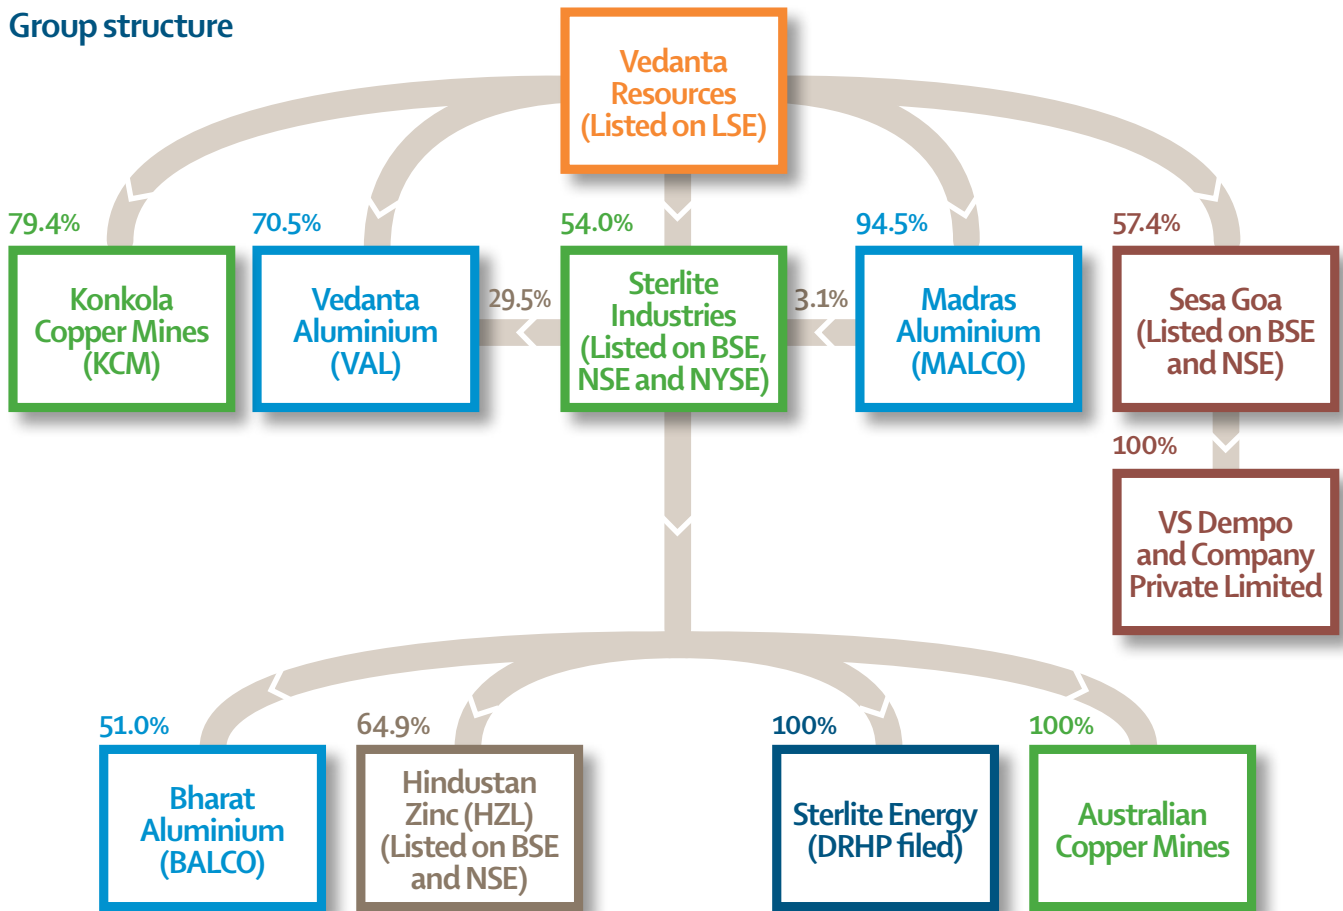 Group structure
Vedanta
Resources
(Listed on LSE)
79.4%
Konkola
Copper Mines
(KCM)
70.5%
Vedanta
Aluminium
(VAL)
29.5%
54.0%
Sterlite
Industries
(Listed on BSE,
NSE and NYSE)
3.1%
94.5%
Madras
Aluminium
(MALCO)
57.4%
Sesa Goa
(Listed on BSE
and NSE)
100%
VS Dempo
and Company
Private Limited
51.0%
Bharat
Aluminium
(BALCO)
64.9%
Hindustan
Zinc (HZL)
(Listed on BSE
and NSE)
100%
Sterlite Energy
(DRHP filed)
100%
Australian
Copper Mines